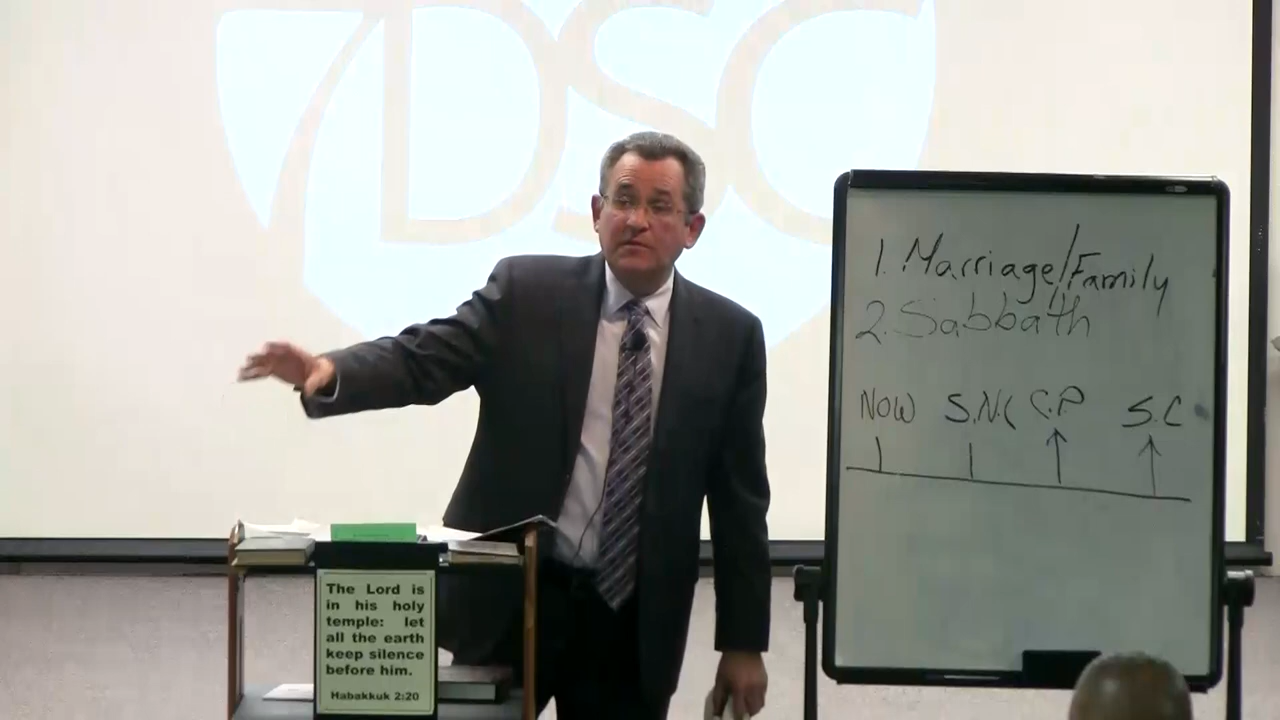 7DSC
1. Marriage/Family
2. Sabbath
NOW S.N.C C.P S.C
The Lord is
in his holy
temple: let
all the earth
keep silence
before him.
Habakkuk 2:20